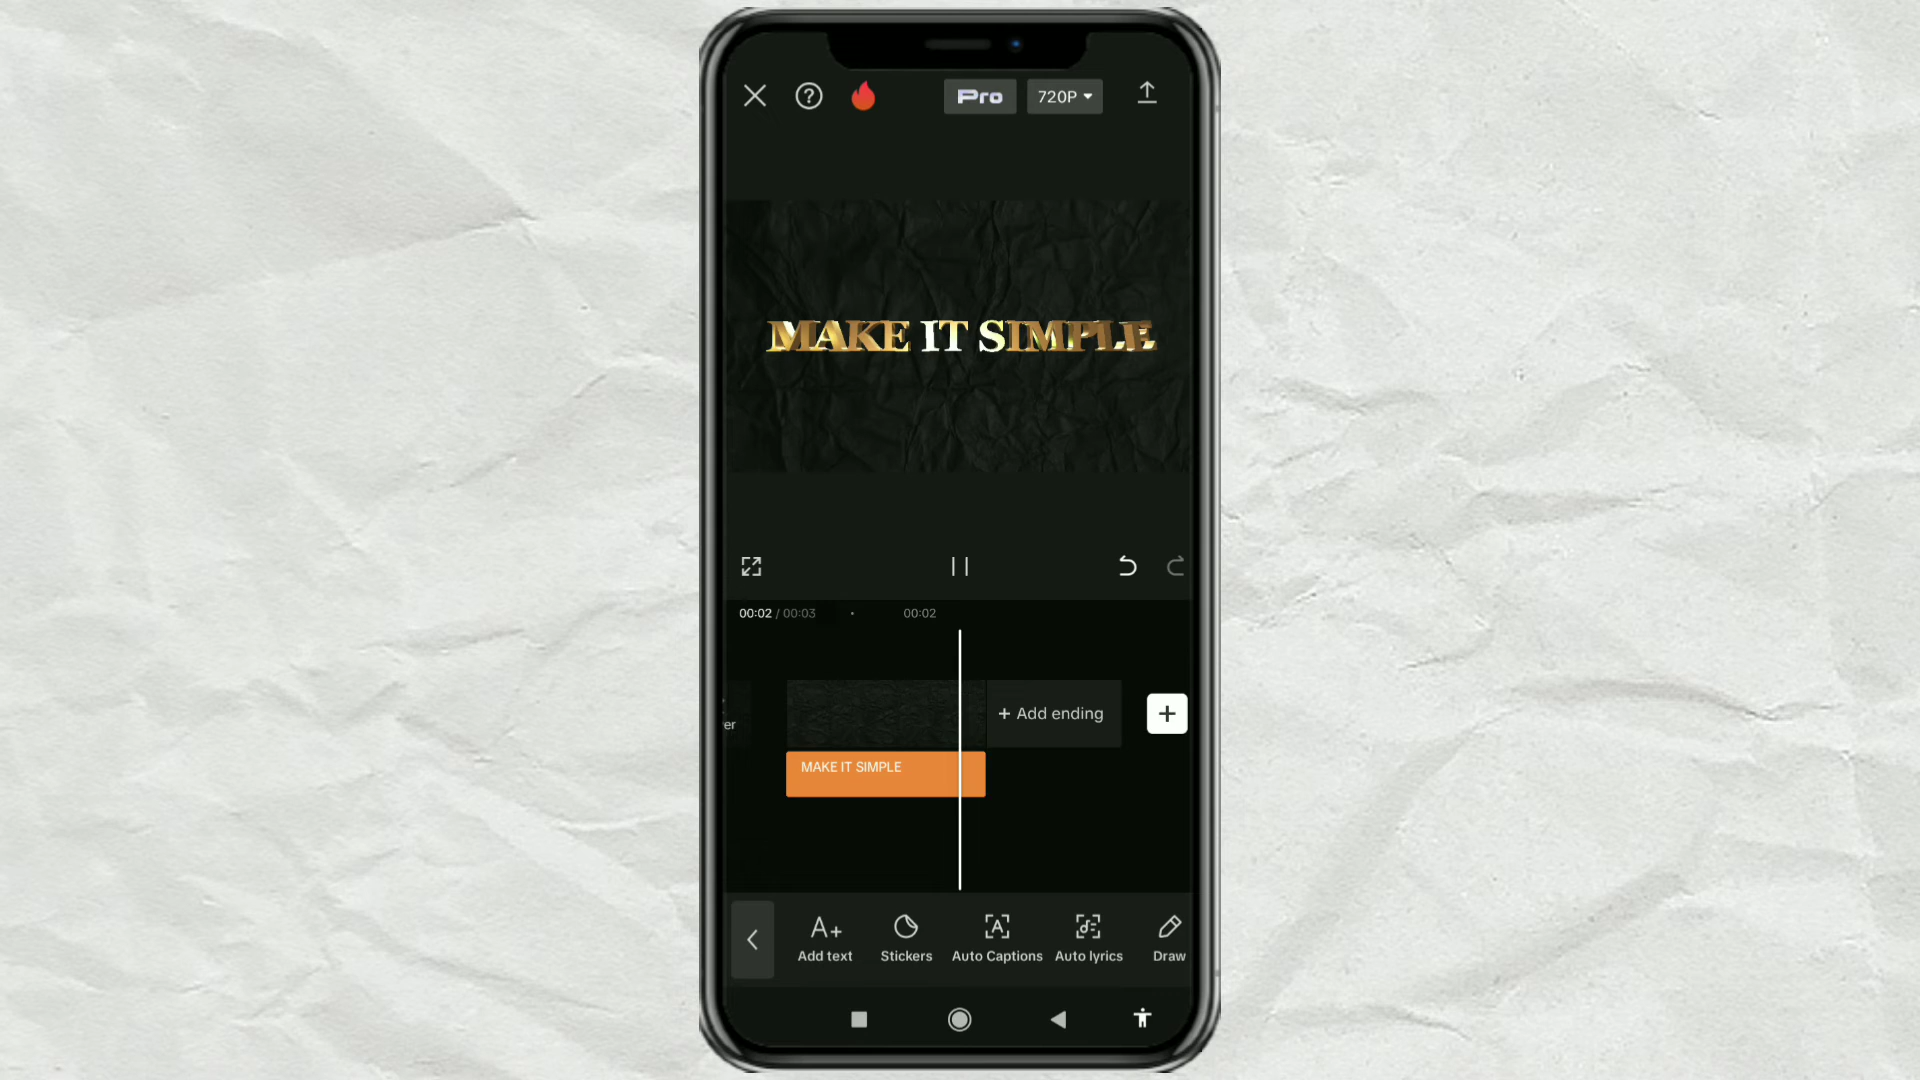 Pro
720P
MAKE IT SIMPLE
00:02 / 00:03
00:02
er
+ Add ending
MAKE IT SIMPLE
A+
Add text
Stickers
Auto Captions
Auto lyrics
Draw